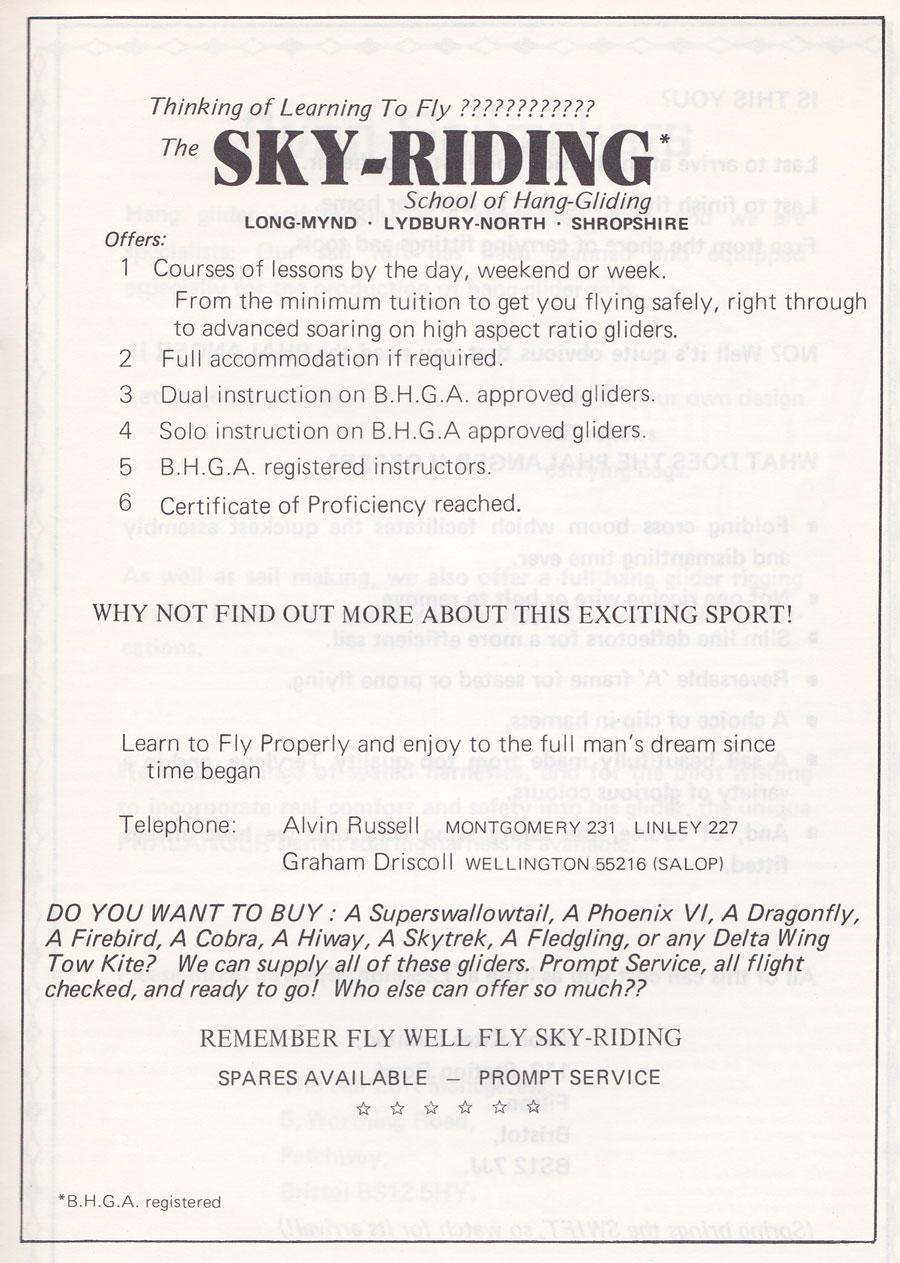 Thinking of Learning To Fly ????????????
The SKY-RIDING*
School of Hang-Gliding
LONG-MYND · LYDBURY-NORTH · SHROPSHIRE
Offers:
1 Courses of lessons by the day, weekend or week.
From the minimum tuition to get you flying safely, right through
to advanced soaring on high aspect ratio gliders.
2 Full accommodation if required.
3 Dual instruction on B.H.G.A. approved gliders.
4 Solo instruction on B.H.G.A approved gliders.
5 B.H.G.A. registered instructors.
6 Certificate of Proficiency reached.
WHY NOT FIND OUT MORE ABOUT THIS EXCITING SPORT!
Learn to Fly Properly and enjoy to the full man's dream since
time began
Telephone: Alvin Russell MONTGOMERY 231 LINLEY 227
Graham Driscoll WELLINGTON 55216 (SALOP)
DO YOU WANT TO BUY : A Superswallowtail, A Phoenix VI, A Dragonfly,
A Firebird, A Cobra, A Hiway, A Skytrek, A Fledgling, or any Delta Wing
Tow Kite? We can supply all of these gliders. Prompt Service, all flight
checked, and ready to go! Who else can offer so much??
REMEMBER FLY WELL FLY SKY-RIDING
SPARES AVAILABLE — PROMPT SERVICE
☆ ☆ ☆ ☆ ☆ ☆
*B.H.G.A. registered